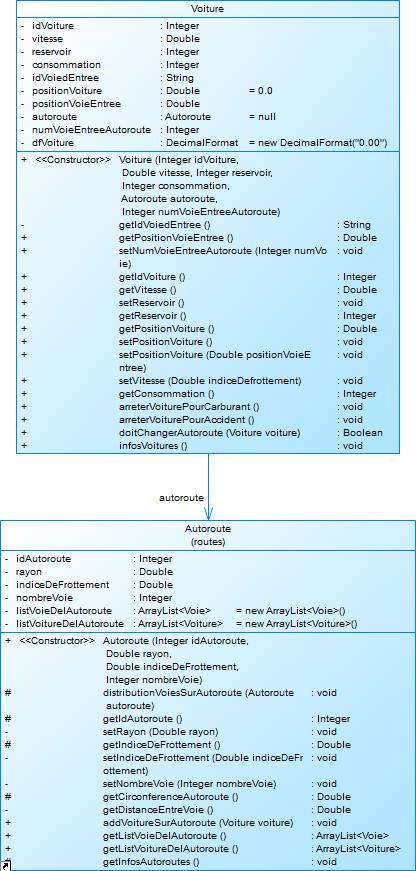 Voiture
- idVoiture : Integer
- vitesse : Double
- reservoir : Integer
- consommation : Integer
- idVoiedEntree : String
- positionVoiture : Double = 0.0
- positionVoieEntree : Double
- autoroute : Autoroute = null
- numVoieEntreeAutoroute : Integer
- dfVoiture : DecimalFormat = new DecimalFormat("0.00")
+ <<Constructor>> Voiture (Integer idVoiture,
Double vitesse, Integer reservoir,
Integer consommation,
Autoroute autoroute,
Integer numVoieEntreeAutoroute)
- getIdVoiedEntree () : String
+ getPositionVoieEntree () : Double
+ setNumVoieEntreeAutoroute (Integer numVo : void
ie)
+ getIdVoiture () : Integer
+ getVitesse () : Double
+ setReservoir () : void
+ getReservoir () : Integer
+ getPositionVoiture () : Double
+ setPositionVoiture () : void
+ setPositionVoiture (Double positionVoieE : void
ntree)
+ setVitesse (Double indiceDefrottement) : void
+ getConsommation () : Integer
+ arreterVoiturePourCarburant () : void
+ arreterVoiturePourAccident () : void
+ doitChangerAutoroute (Voiture voiture) : Boolean
+ infosVoitures () : void
autoroute
Autoroute
(routes)
- idAutoroute : Integer
- rayon : Double
- indiceDeFrottement : Double
- nombreVoie : Integer
- listVoieDelAutoroute : ArrayList<Voie> = new ArrayList<Voie>()
- listVoitureDelAutoroute : ArrayList<Voiture> = new ArrayList<Voiture>()
+ <<Constructor>> Autoroute (Integer idAutoroute,
Double rayon,
Double indiceDeFrottement,
Integer nombreVoie)
# distributionVoiesSurAutoroute (Autoroute : void
autoroute)
# getIdAutoroute () : Integer
- setRayon (Double rayon) : void
# getIndiceDeFrottement () : Double
- setIndiceDeFrottement (Double indiceDeFr : void
ottement)
- setNombreVoie (Integer nombreVoie) : void
# getCirconferenceAutoroute () : Double
- getDistanceEntreVoie () : Double
+ addVoitureSurAutoroute (Voiture voiture) : void
+ getListVoieDelAutoroute () : ArrayList<Voie>
+ getListVoitureDelAutoroute () : ArrayList<Voiture>
# getInfosAutoroutes () : void